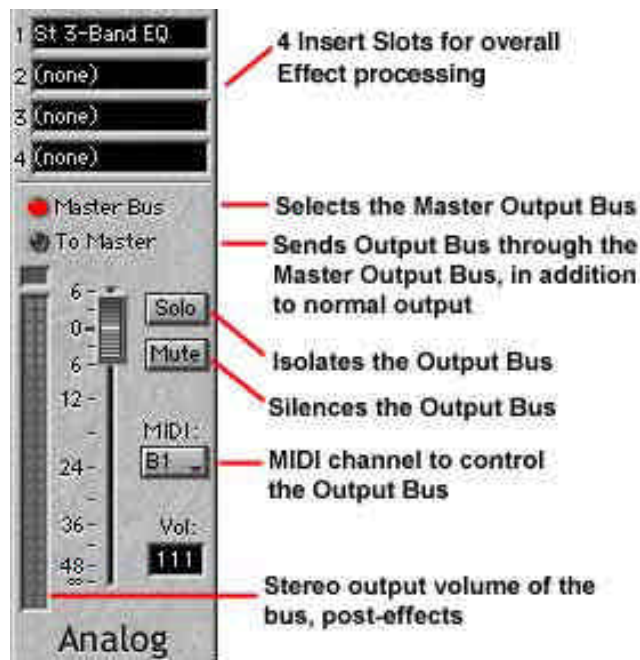 1 St 3-Band EQ
2 (none)
3 (none)
4 (none)
4 Insert Slots for overall
Effect processing
Master Bus
Selects the Master Output Bus
To Master
Sends Output Bus through the
Master Output Bus, in addition
to normal output
6
0
6
12
24
36
48
∞
Solo
Isolates the Output Bus
Mute
Silences the Output Bus
MIDI:
B1
MIDI channel to control
the Output Bus
Vol:
111
Stereo output volume of the
bus, post-effects
Analog